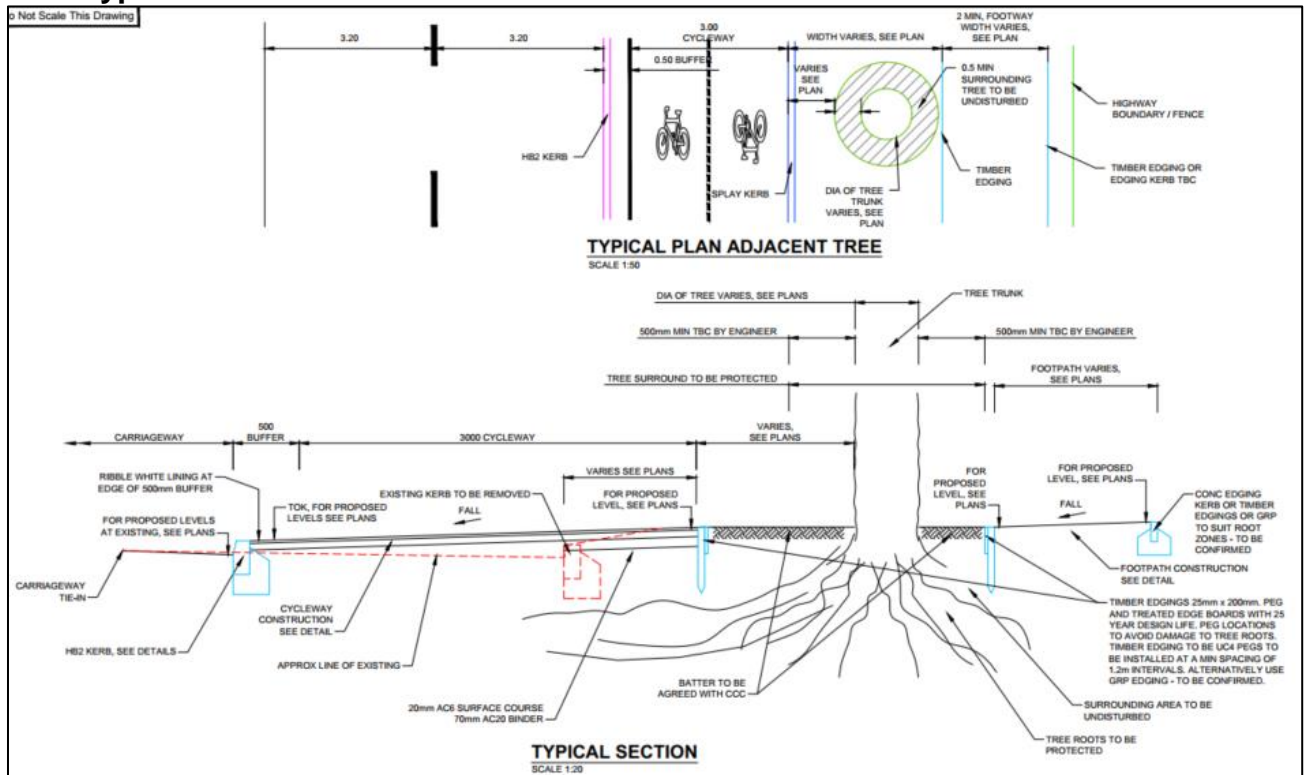 o Not Scale This Drawing
3.20
3.20
3.00
CYCLEWAY
0.50 BUFFER
WIDTH VARIES, SEE PLAN
2 MIN, FOOTWAY
WIDTH VARIES,
SEE PLAN
VARIES
SEE
PLAN
0.5 MIN
SURROUNDING
TREE TO BE
UNDISTURBED
HIGHWAY
BOUNDARY / FENCE
HB2 KERB
SPLAY KERB
DIA OF TREE
TRUNK
VARIES, SEE
PLAN
TIMBER
EDGING
TIMBER EDGING OR
EDGING KERB TBC
TYPICAL PLAN ADJACENT TREE
SCALE 1:50
DIA OF TREE VARIES, SEE PLANS
TREE TRUNK
500mm MIN TBC BY ENGINEER
500mm MIN TBC BY ENGINEER
TREE SURROUND TO BE PROTECTED
FOOTPATH VARIES,
SEE PLANS
CARRIAGEWAY
500
BUFFER
3000 CYCLEWAY
VARIES,
SEE PLANS
RIBBLE WHITE LINING AT
EDGE OF 500mm BUFFER
EXISTING KERB TO BE REMOVED
VARIES SEE PLANS
TOK, FOR PROPOSED
LEVELS SEE PLANS
FALL
FOR PROPOSED
LEVEL, SEE PLANS
FOR
PROPOSED
LEVEL, SEE
PLANS
FOR PROPOSED
LEVEL, SEE PLANS
FALL
CONC EDGING
KERB OR TIMBER
EDGINGS OR GRP
TO SUIT ROOT
ZONES - TO BE
CONFIRMED
FOR PROPOSED LEVELS
AT EXISTING, SEE PLANS
CARRIAGEWAY
TIE-IN
HB2 KERB, SEE DETAILS
CYCLEWAY
CONSTRUCTION
SEE DETAIL
APPROX LINE OF EXISTING
20mm AC6 SURFACE COURSE
70mm AC20 BINDER
BATTER TO BE
AGREED WITH CCC
FOOTPATH CONSTRUCTION
SEE DETAIL
TIMBER EDGINGS 25mm x 200mm. PEG
AND TREATED EDGE BOARDS WITH 25
YEAR DESIGN LIFE. PEG LOCATIONS
TO AVOID DAMAGE TO TREE ROOTS.
TIMBER EDGING TO BE UC4 PEGS TO
BE INSTALLED AT A MIN SPACING OF
1.2m INTERVALS. ALTERNATIVELY USE
GRP EDGING - TO BE CONFIRMED.
SURROUNDING AREA TO BE
UNDISTURBED
TREE ROOTS TO BE
PROTECTED
TYPICAL SECTION
SCALE 1:20